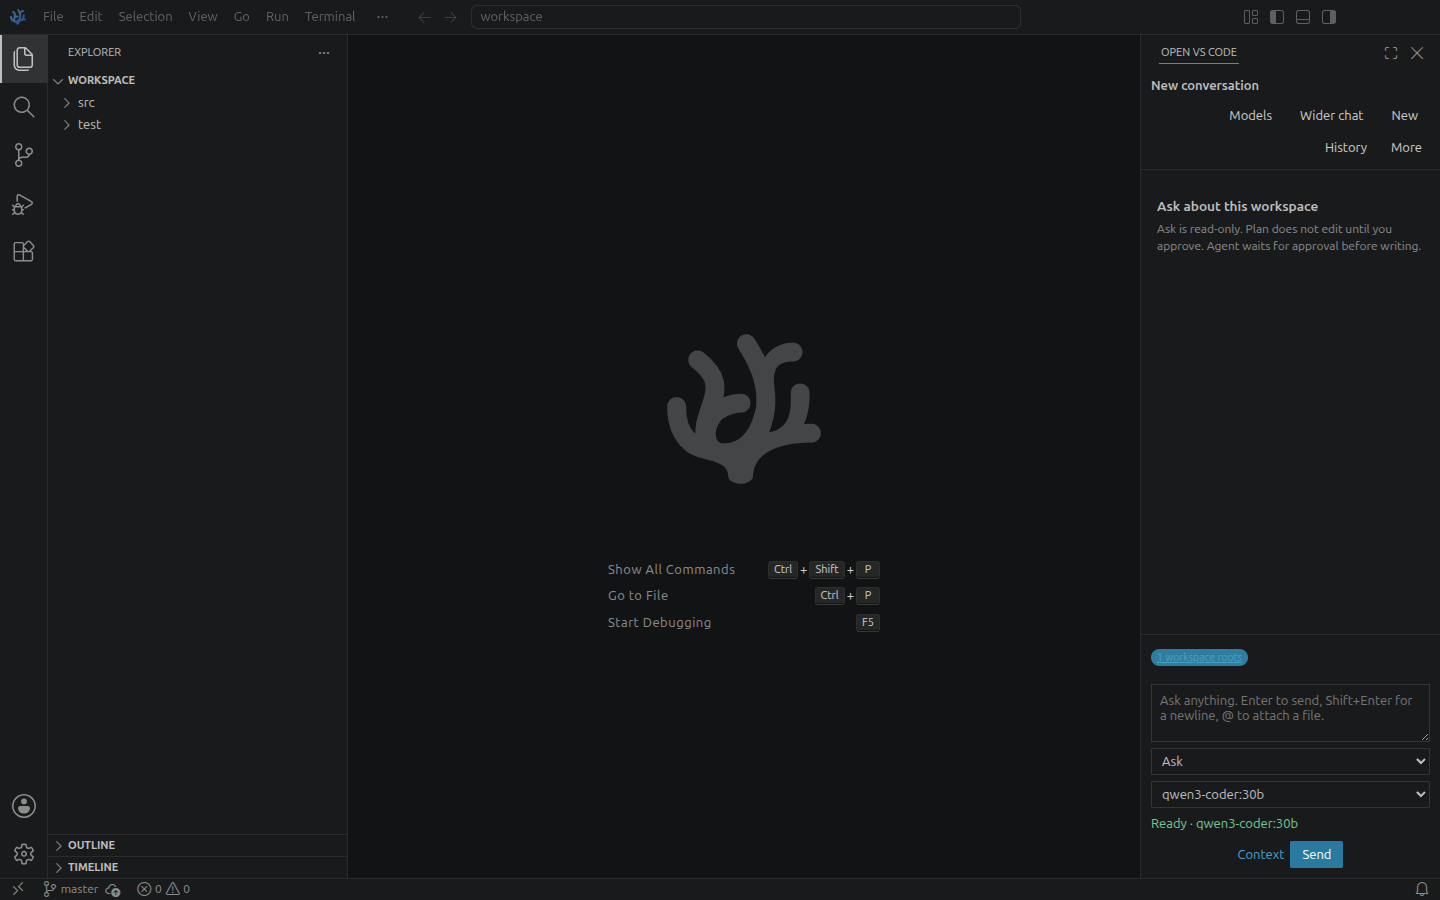 File Edit Selection View Go Run Terminal ... workspace
EXPLORER
WORKSPACE
src
test
OUTLINE
TIMELINE
Show All Commands Ctrl + Shift + P
Go to File Ctrl + P
Start Debugging F5
OPEN VS CODE
New conversation
Models Wider chat New
History More
Ask about this workspace
Ask is read-only. Plan does not edit until you
approve. Agent waits for approval before writing.
1 workspace roots
Ask anything. Enter to send, Shift+Enter for
a newline, @ to attach a file.
Ask
qwen3-coder:30b
Ready · qwen3-coder:30b
Context Send
master 0 0